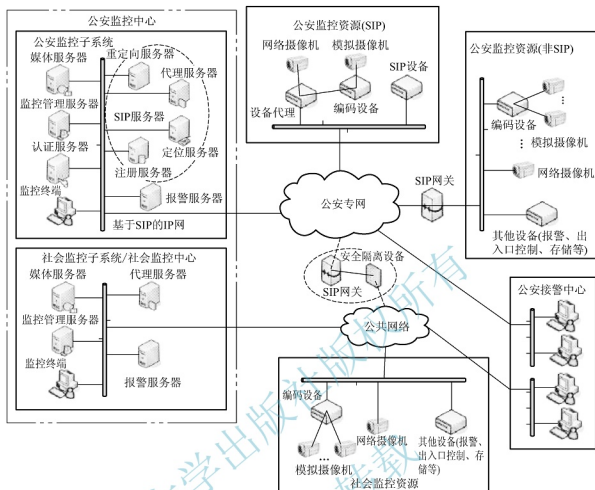 公安监控中心
公安监控子系统
媒体服务器
重定向服务器
代理服务器
监控管理服务器
SIP服务器
认证服务器
定位服务器
注册服务器
监控终端
报警服务器
基于SIP的IP网
社会监控子系统/社会监控中心
媒体服务器
代理服务器
监控管理服务器
监控终端
报警服务器
公安监控资源(SIP)
网络摄像机
模拟摄像机
SIP设备
设备代理
编码设备
公安专网
SIP网关
安全隔离设备
SIP网关
公共网络
公安监控资源(非SIP)
编码设备
模拟摄像机
网络摄像机
其他设备(报警、出
入口控制、存储等)
公安接警中心
编码设备
网络摄像机
其他设备(报警、
出入口控制、存
储等)
模拟摄像机
社会监控资源
学出版社版权所有
转载